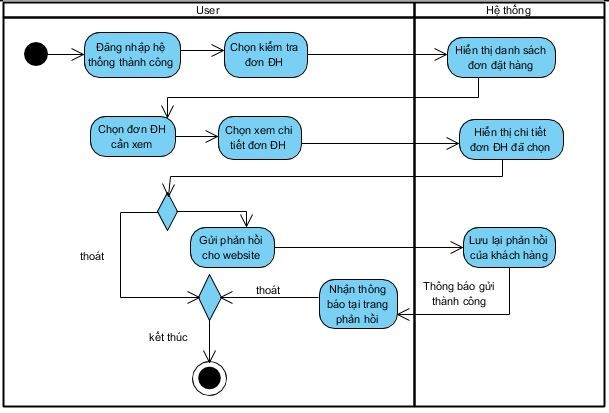 User
Hệ thống
Đăng nhập hệ
thống thành công
Chọn kiểm tra
đơn ĐH
Hiển thị danh sách
đơn đặt hàng
Chọn đơn ĐH
cần xem
Chọn xem chi
tiết đơn ĐH
Hiển thị chi tiết
đơn ĐH đã chọn
Gửi phản hồi
cho website
Lưu lại phản hồi
của khách hàng
thoát
thoát
Nhận thông
báo tại trang
phản hồi
Thông báo gửi
thành công
kết thúc